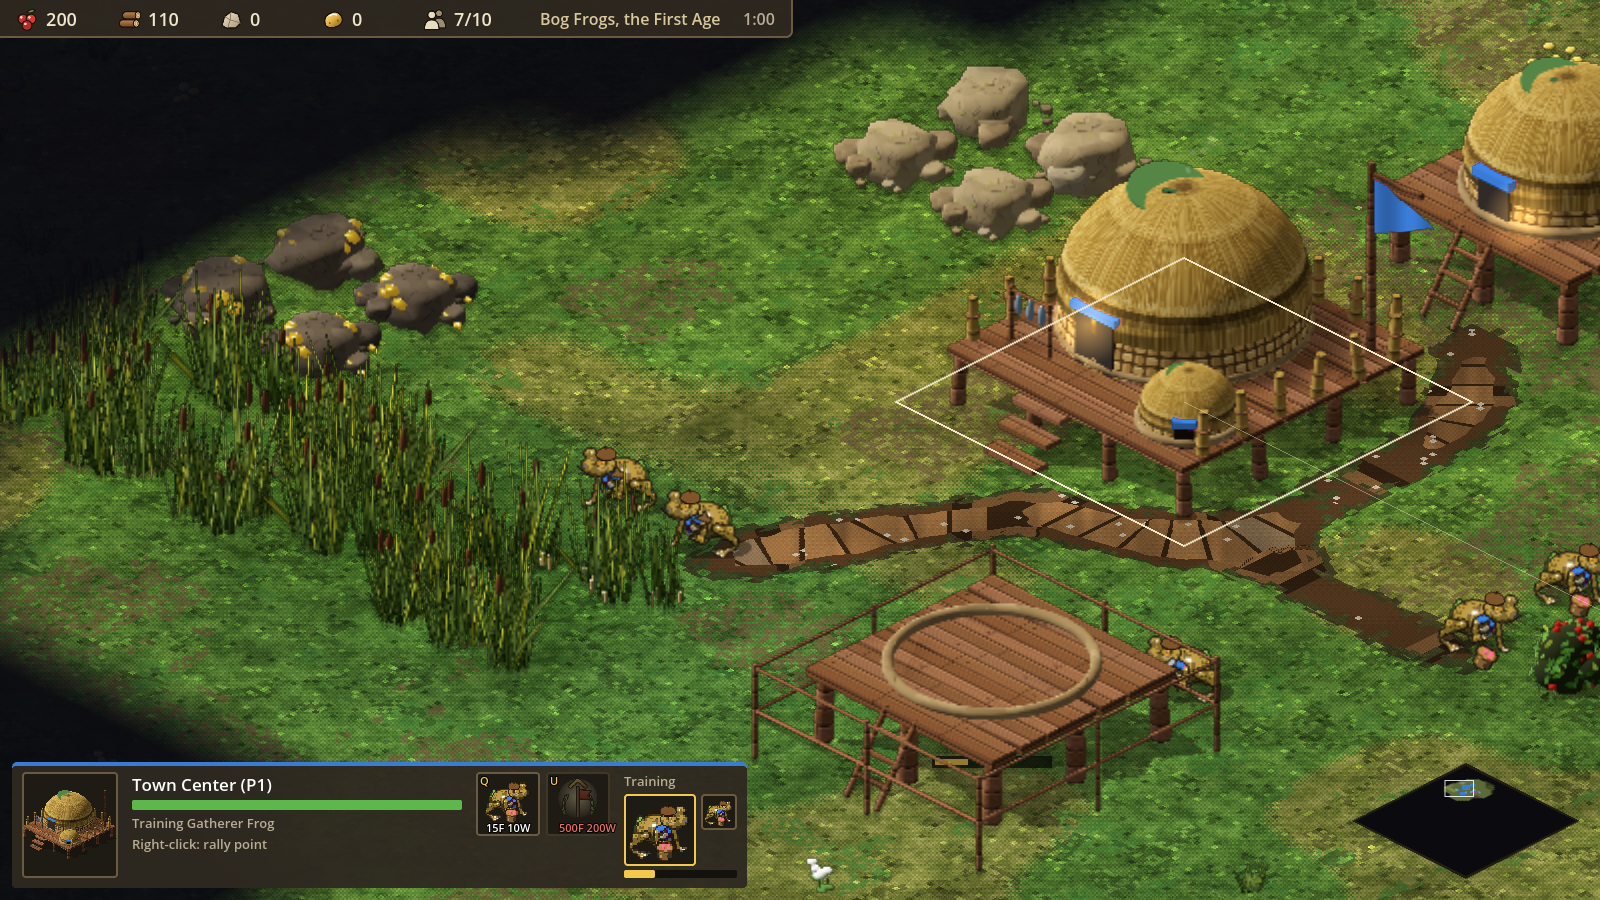 200 110 0 0 7/10 Bog Frogs, the First Age 1:00
Town Center (P1)
Training Gatherer Frog
Right-click: rally point
Q
15F 10W
U
500F 200W
Training